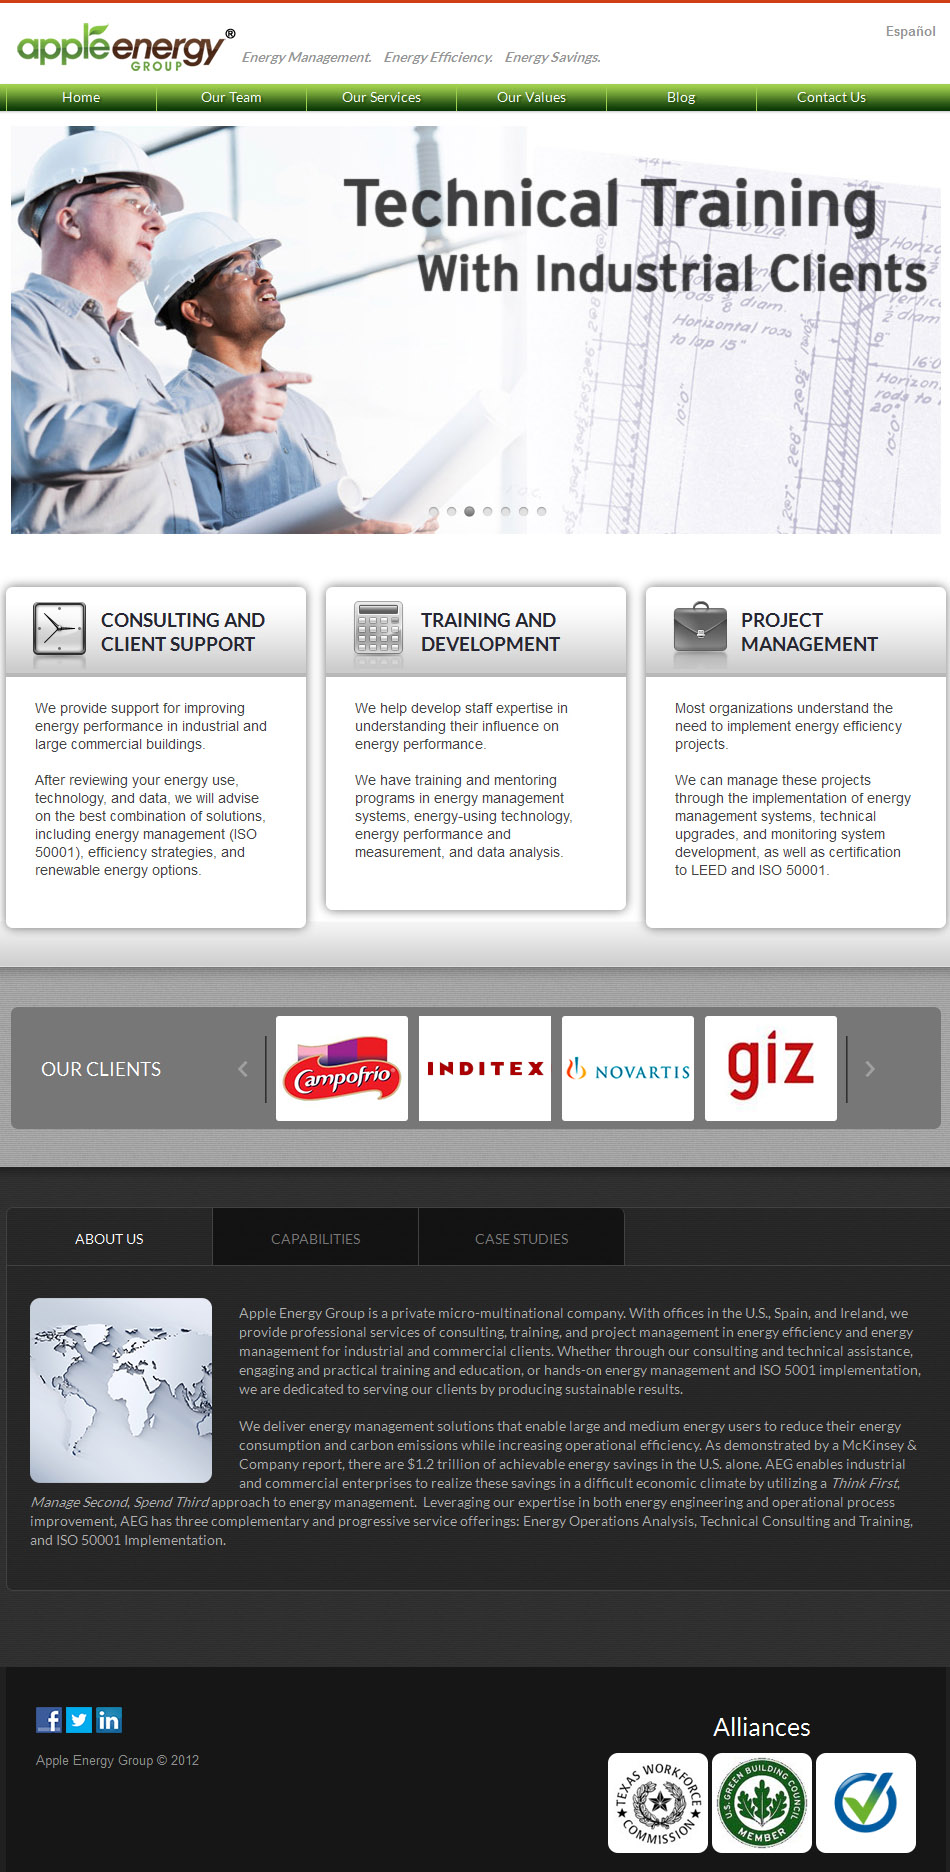 Español
appleenergy®
GROUP
Energy Management. Energy Efficiency. Energy Savings.
Home Our Team Our Services Our Values Blog Contact Us
Technical Training
With Industrial Clients
Horizontal rods
to lap 15"
10'-0"
CONSULTING AND
CLIENT SUPPORT
We provide support for improving
energy performance in industrial and
large commercial buildings.
After reviewing your energy use,
technology, and data, we will advise
on the best combination of solutions,
including energy management (ISO
50001), efficiency strategies, and
renewable energy options.
TRAINING AND
DEVELOPMENT
We help develop staff expertise in
understanding their influence on
energy performance.
We have training and mentoring
programs in energy management
systems, energy-using technology,
energy performance and
measurement, and data analysis.
PROJECT
MANAGEMENT
Most organizations understand the
need to implement energy efficiency
projects.
We can manage these projects
through the implementation of energy
management systems, technical
upgrades, and monitoring system
development, as well as certification
to LEED and ISO 50001.
OUR CLIENTS
Campofrio
INDITEX
NOVARTIS
giz
ABOUT US CAPABILITIES CASE STUDIES
Apple Energy Group is a private micro-multinational company. With offices in the U.S., Spain, and Ireland, we
provide professional services of consulting, training, and project management in energy efficiency and energy
management for industrial and commercial clients. Whether through our consulting and technical assistance,
engaging and practical training and education, or hands-on energy management and ISO 5001 implementation,
we are dedicated to serving our clients by producing sustainable results.
We deliver energy management solutions that enable large and medium energy users to reduce their energy
consumption and carbon emissions while increasing operational efficiency. As demonstrated by a McKinsey &
Company report, there are $1.2 trillion of achievable energy savings in the U.S. alone. AEG enables industrial
and commercial enterprises to realize these savings in a difficult economic climate by utilizing a Think First,
Manage Second, Spend Third approach to energy management. Leveraging our expertise in both energy engineering and operational process
improvement, AEG has three complementary and progressive service offerings: Energy Operations Analysis, Technical Consulting and Training,
and ISO 50001 Implementation.
f in
Apple Energy Group © 2012
Alliances
TEXAS WORKFORCE
COMMISSION
U.S. GREEN BUILDING COUNCIL
MEMBER